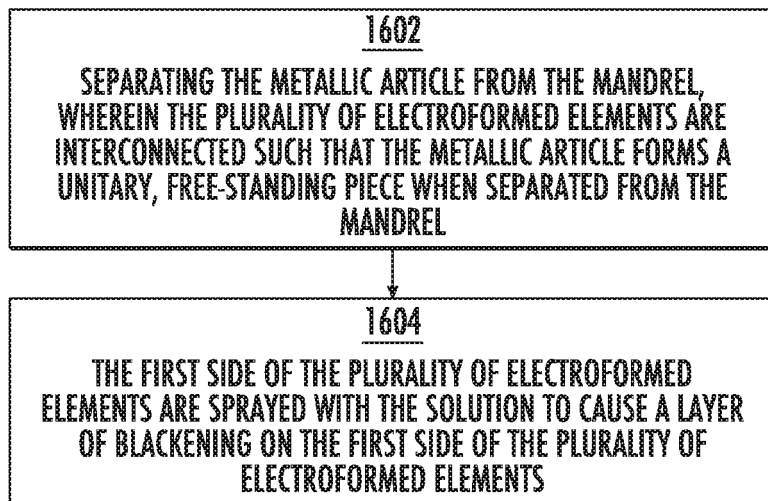 1602
SEPARATING THE METALLIC ARTICLE FROM THE MANDREL,
WHEREIN THE PLURALITY OF ELECTROFORMED ELEMENTS ARE
INTERCONNECTED SUCH THAT THE METALLIC ARTICLE FORMS A
UNITARY, FREE-STANDING PIECE WHEN SEPARATED FROM THE
MANDREL
1604
THE FIRST SIDE OF THE PLURALITY OF ELECTROFORMED
ELEMENTS ARE SPRAYED WITH THE SOLUTION TO CAUSE A LAYER
OF BLACKENING ON THE FIRST SIDE OF THE PLURALITY OF
ELECTROFORMED ELEMENTS